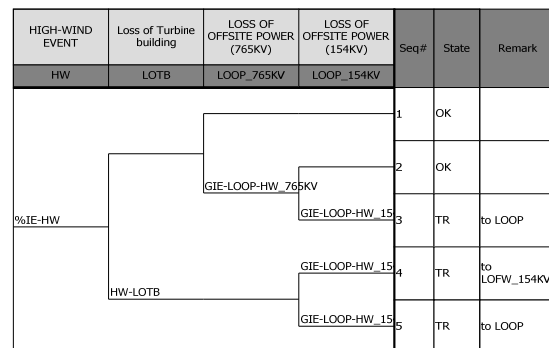 HIGH-WIND
EVENT
Loss of Turbine
building
LOSS OF
OFFSITE POWER
(765KV)
LOSS OF
OFFSITE POWER
(154KV)
Seq#
State
Remark
HW
LOTB
LOOP_765KV
LOOP_154KV
1
OK
2
OK
GIE-LOOP-HW_765KV
GIE-LOOP-HW_15
3
TR
to LOOP
%IE-HW
GIE-LOOP-HW_15
4
TR
to
LOFW_154KV
HW-LOTB
GIE-LOOP-HW_15
5
TR
to LOOP